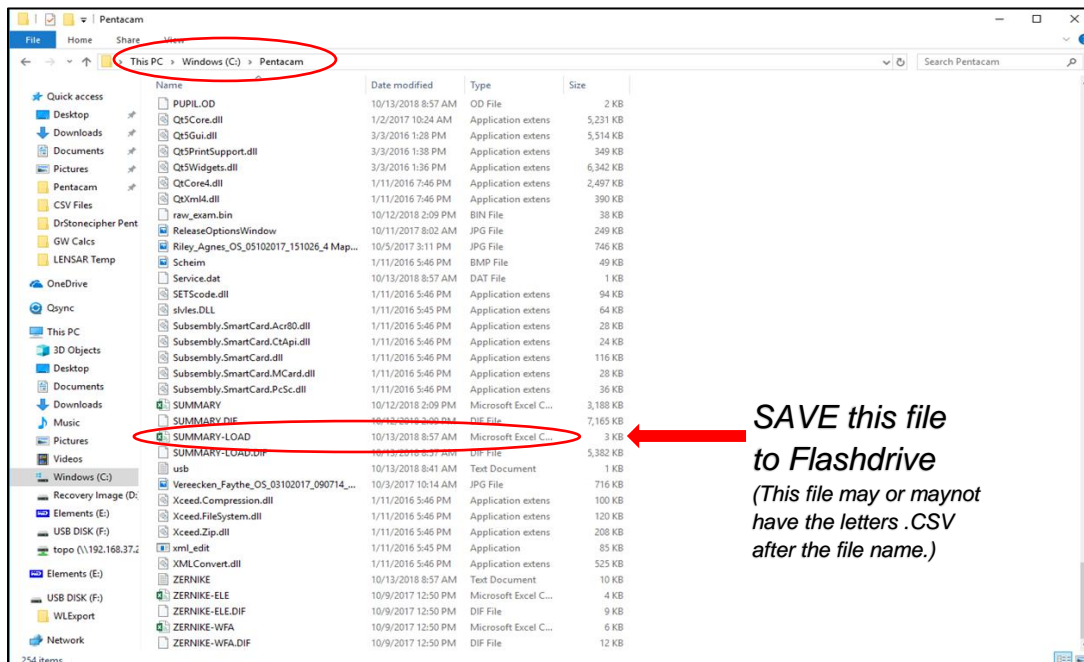 Pentacam
File Home Share View
This PC > Windows (C:) > Pentacam
Search Pentacam
Name Date modified Type Size
Quick access
Desktop
Downloads
Documents
Pictures
Pentacam
CSV Files
DrStonecipher Pent
GW Calcs
LENSAR Temp
OneDrive
Qsync
This PC
3D Objects
Desktop
Documents
Downloads
Music
Pictures
Videos
Windows (C:)
Recovery Image (D:
Elements (E:)
USB DISK (F:)
topo (\\192.168.37.2
Elements (E:)
USB DISK (F:)
WLExport
Network
PUPIL.OD 10/13/2018 8:57 AM OD File 2 KB
Qt5Core.dll 1/2/2017 10:24 AM Application extens 5,231 KB
Qt5Gui.dll 3/3/2016 1:28 PM Application extens 5,514 KB
Qt5PrintSupport.dll 3/3/2016 1:38 PM Application extens 349 KB
Qt5Widgets.dll 3/3/2016 1:36 PM Application extens 6,342 KB
QtCore4.dll 1/11/2016 7:46 PM Application extens 2,497 KB
QtXml4.dll 1/11/2016 7:46 PM Application extens 390 KB
raw_exam.bin 10/12/2018 2:09 PM BIN File 38 KB
ReleaseOptionsWindow 10/11/2017 8:02 AM JPG File 249 KB
Riley_Agnes_OS_05102017_151026_4 Map... 10/5/2017 3:11 PM JPG File 746 KB
Scheim 1/11/2016 5:46 PM BMP File 49 KB
Service.dat 10/13/2018 8:57 AM DAT File 1 KB
SETScode.dll 1/11/2016 5:46 PM Application extens 94 KB
slvles.DLL 1/11/2016 5:45 PM Application extens 64 KB
Subsembly.SmartCard.Acr80.dll 1/11/2016 5:46 PM Application extens 28 KB
Subsembly.SmartCard.CtApi.dll 1/11/2016 5:46 PM Application extens 24 KB
Subsembly.SmartCard.dll 1/11/2016 5:46 PM Application extens 116 KB
Subsembly.SmartCard.MCard.dll 1/11/2016 5:46 PM Application extens 28 KB
Subsembly.SmartCard.PcSc.dll 1/11/2016 5:46 PM Application extens 36 KB
SUMMARY 10/12/2018 2:09 PM Microsoft Excel C... 3,188 KB
SUMMARY.DIF 10/12/2018 2:09 PM DIF File 7,165 KB
SUMMARY-LOAD 10/13/2018 8:57 AM Microsoft Excel C... 3 KB
SUMMARY-LOAD.DIF 10/13/2018 8:57 AM DIF File 5,382 KB
usb 10/13/2018 8:41 AM Text Document 1 KB
Vereecken_Faythe_OS_03102017_090714_... 10/3/2017 10:14 AM JPG File 716 KB
Xceed.Compression.dll 1/11/2016 5:46 PM Application extens 100 KB
Xceed.FileSystem.dll 1/11/2016 5:46 PM Application extens 120 KB
Xceed.Zip.dll 1/11/2016 5:46 PM Application extens 208 KB
xml_edit 1/11/2016 5:45 PM Application 85 KB
XMLConvert.dll 1/11/2016 5:46 PM Application extens 525 KB
ZERNIKE 10/13/2018 8:57 AM Text Document 10 KB
ZERNIKE-ELE 10/9/2017 12:50 PM Microsoft Excel C... 4 KB
ZERNIKE-ELE.DIF 10/9/2017 12:50 PM DIF File 9 KB
ZERNIKE-WFA 10/9/2017 12:50 PM Microsoft Excel C... 6 KB
ZERNIKE-WFA.DIF 10/9/2017 12:50 PM DIF File 12 KB
SAVE this file
to Flashdrive
(This file may or maynot
have the letters .CSV
after the file name.)
254 items